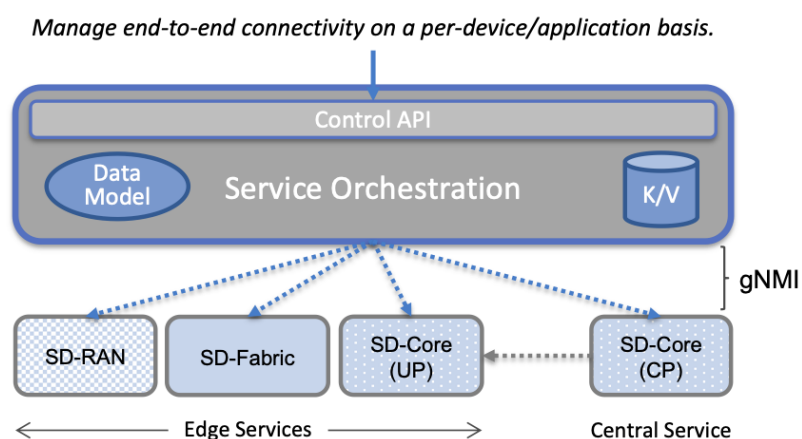 Manage end-to-end connectivity on a per-device/application basis.
Control API
Data
Model
Service Orchestration
K/V
gNMI
SD-RAN
SD-Fabric
SD-Core
(UP)
SD-Core
(CP)
Edge Services
Central Service